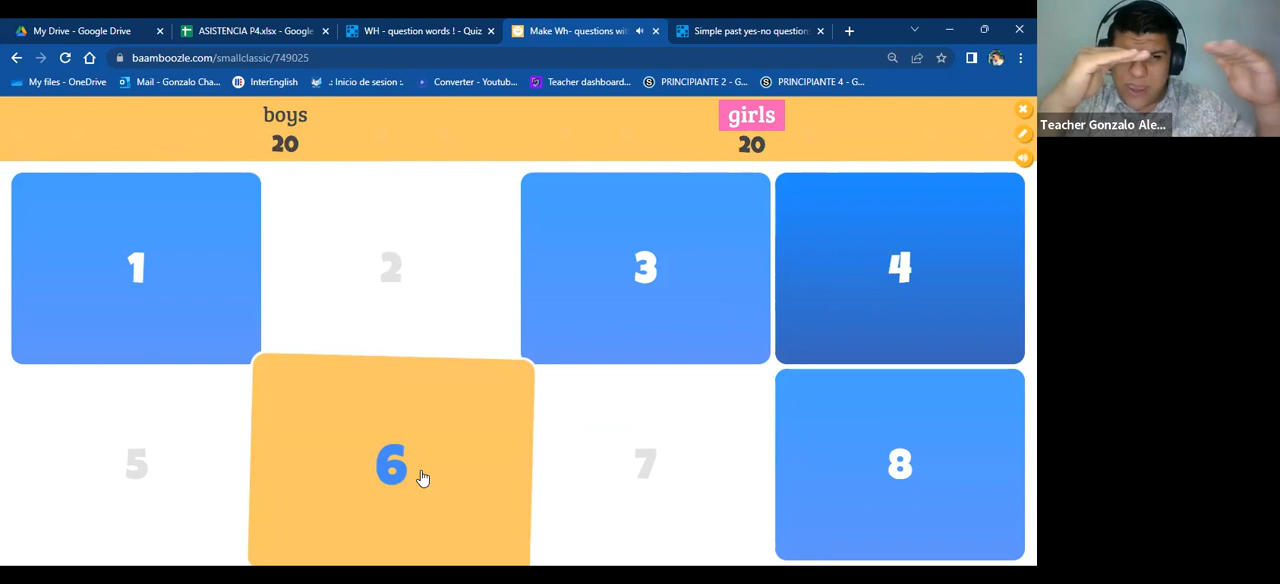 My Drive - Google Drive
ASISTENCIA P4.xlsx - Google
WH - question words ! - Quiz
Make Wh- questions wi
Simple past yes-no question
baamboozle.com/smallclassic/749025
My files - OneDrive
Mail - Gonzalo Cha...
InterEnglish
.: Inicio de sesion :.
Converter - Youtub...
Teacher dashboard...
PRINCIPIANTE 2 - G...
PRINCIPIANTE 4 - G...
Teacher Gonzalo Ale...
boys
20
girls
20
1
2
3
4
5
6
7
8